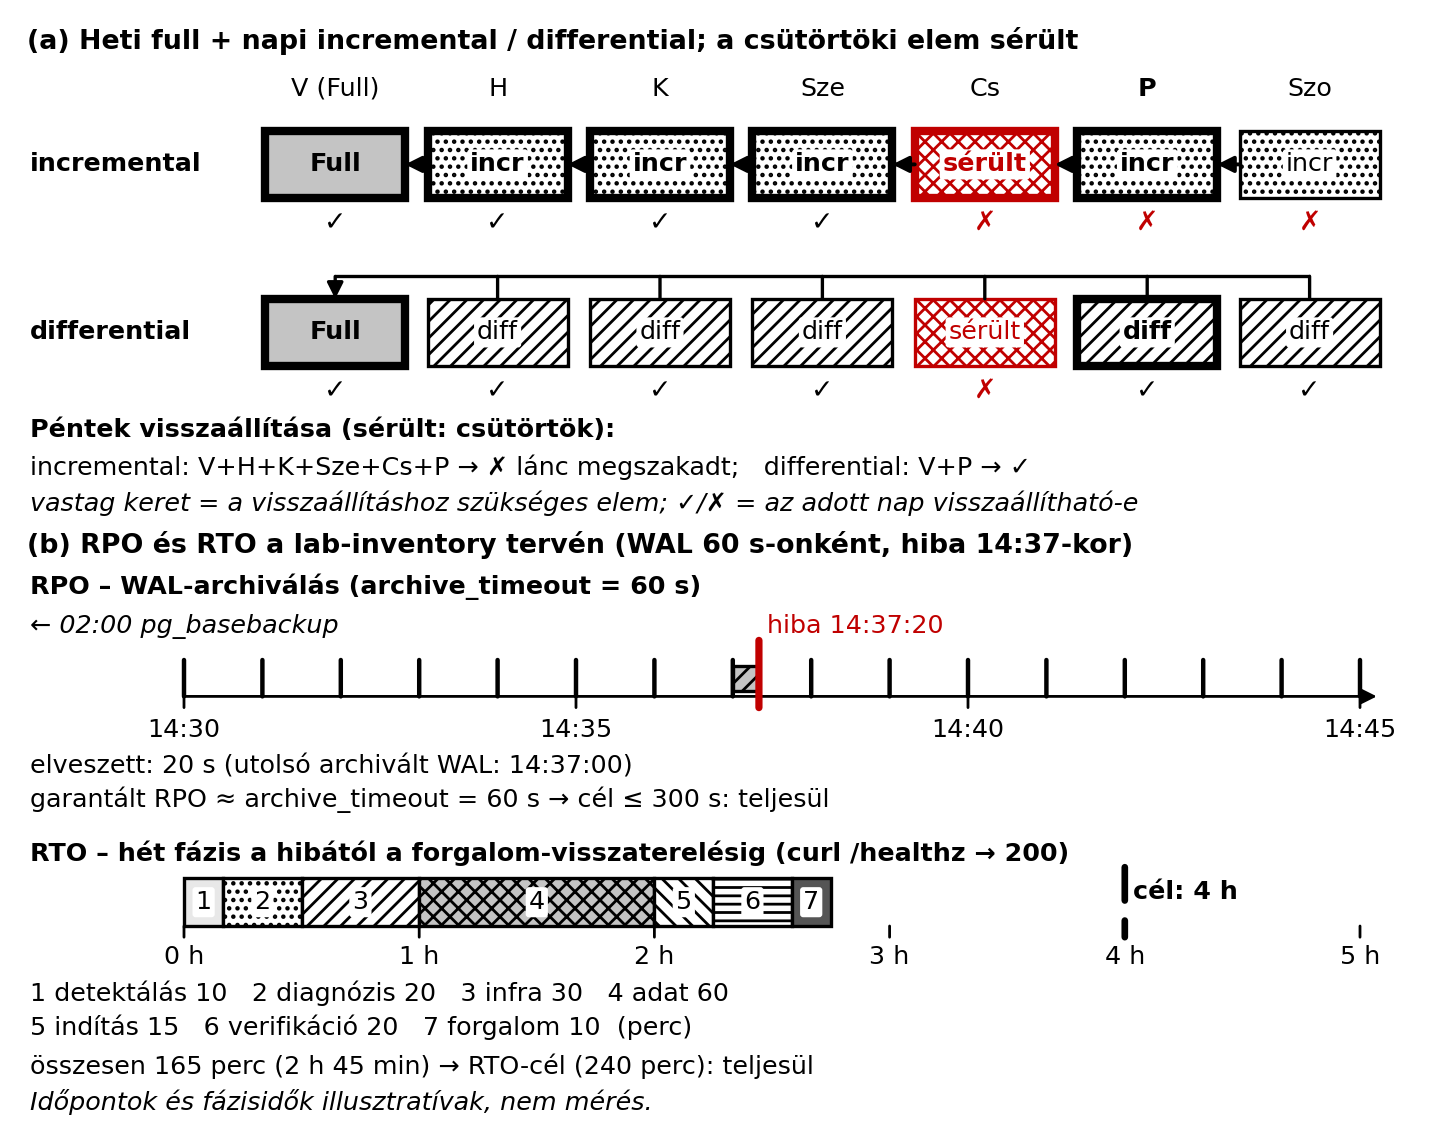 (a) Heti full + napi incremental / differential; a csütörtöki elem sérült
V (Full) H K Sze Cs P Szo
incremental Full incr incr incr sérült incr incr
✓ ✓ ✓ ✓ ✗ ✗ ✗
differential Full diff diff diff sérült diff diff
✓ ✓ ✓ ✓ ✗ ✓ ✓
Péntek visszaállítása (sérült: csütörtök):
incremental: V+H+K+Sze+Cs+P → ✗ lánc megszakadt; differential: V+P → ✓
vastag keret = a visszaállításhoz szükséges elem; ✓/✗ = az adott nap visszaállítható-e
(b) RPO és RTO a lab-inventory tervén (WAL 60 s-onként, hiba 14:37-kor)
RPO – WAL-archiválás (archive_timeout = 60 s)
← 02:00 pg_basebackup hiba 14:37:20
14:30 14:35 14:40 14:45
elveszett: 20 s (utolsó archivált WAL: 14:37:00)
garantált RPO ≈ archive_timeout = 60 s → cél ≤ 300 s: teljesül
RTO – hét fázis a hibától a forgalom-visszaterelésig (curl /healthz → 200)
1 2 3 4 5 6 7 cél: 4 h
0 h 1 h 2 h 3 h 4 h 5 h
1 detektálás 10 2 diagnózis 20 3 infra 30 4 adat 60
5 indítás 15 6 verifikáció 20 7 forgalom 10 (perc)
összesen 165 perc (2 h 45 min) → RTO-cél (240 perc): teljesül
Időpontok és fázisidők illusztratívak, nem mérés.